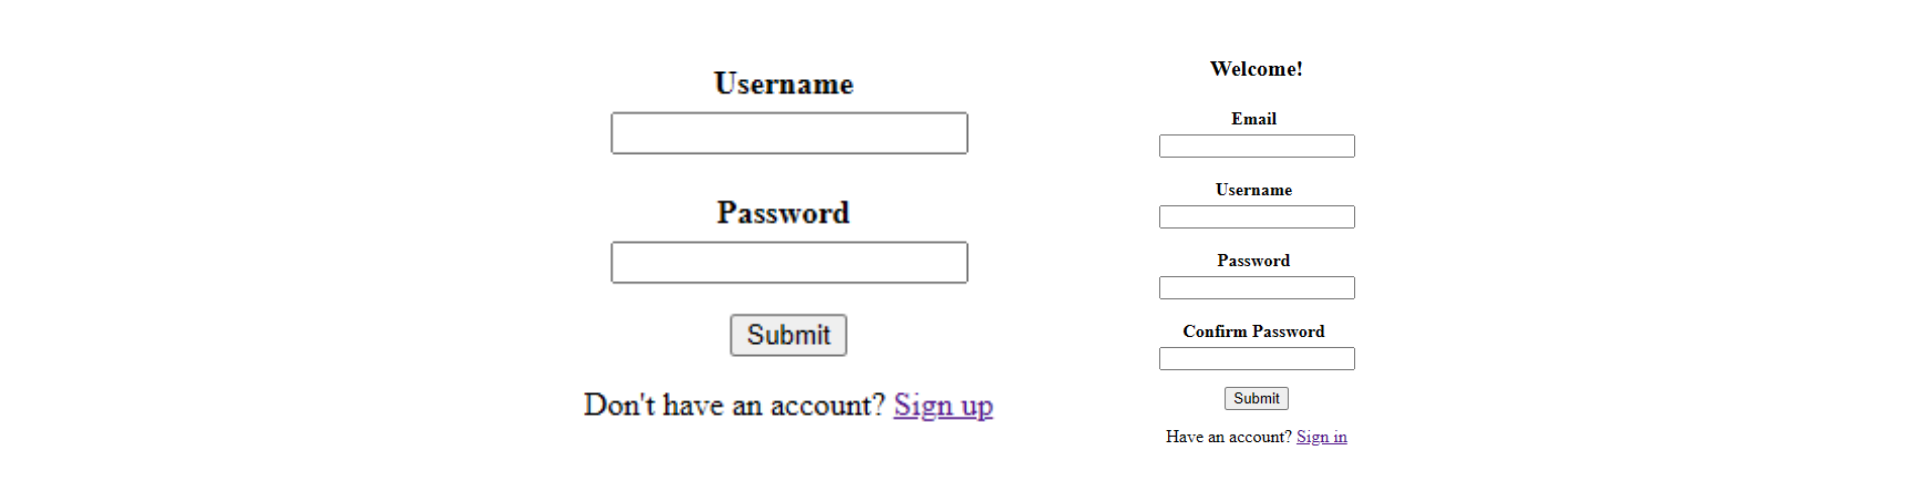 Username
Password
Submit
Don't have an account? Sign up
Welcome!
Email
Username
Password
Confirm Password
Submit
Have an account? Sign in